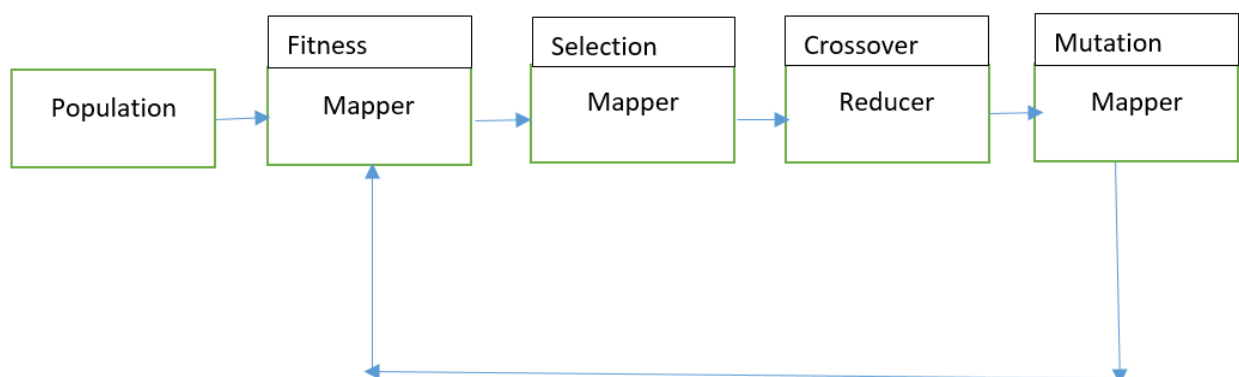 Population
Fitness
Mapper
Selection
Mapper
Crossover
Reducer
Mutation
Mapper